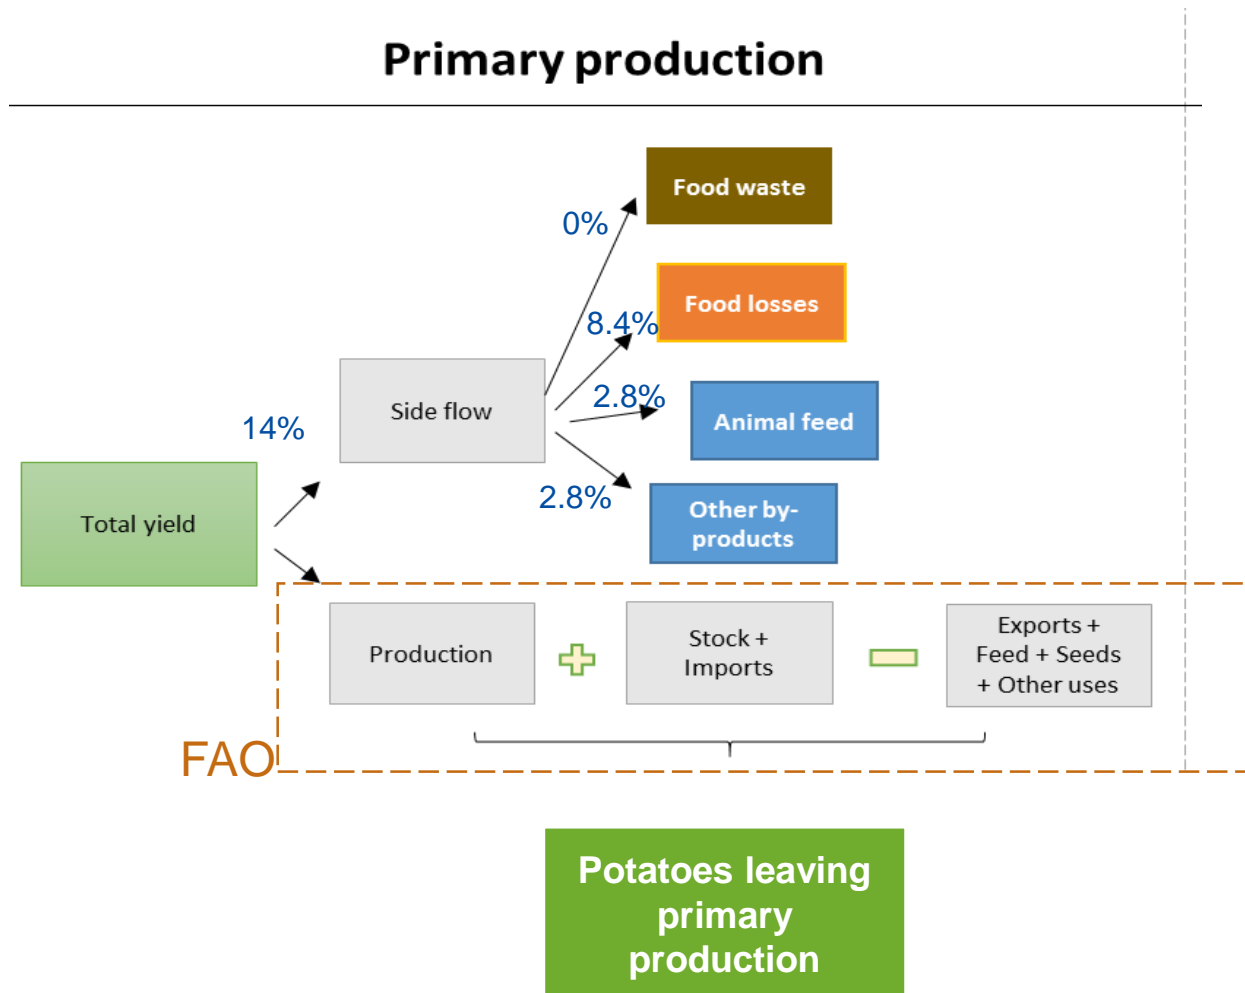 Primary production
Food waste
0%
Food losses
8.4%
2.8%
Side flow
Animal feed
14%
2.8%
Other by-
products
Total yield
Production
Stock +
Imports
Exports +
Feed + Seeds
+ Other uses
FAO
Potatoes leaving
primary
production